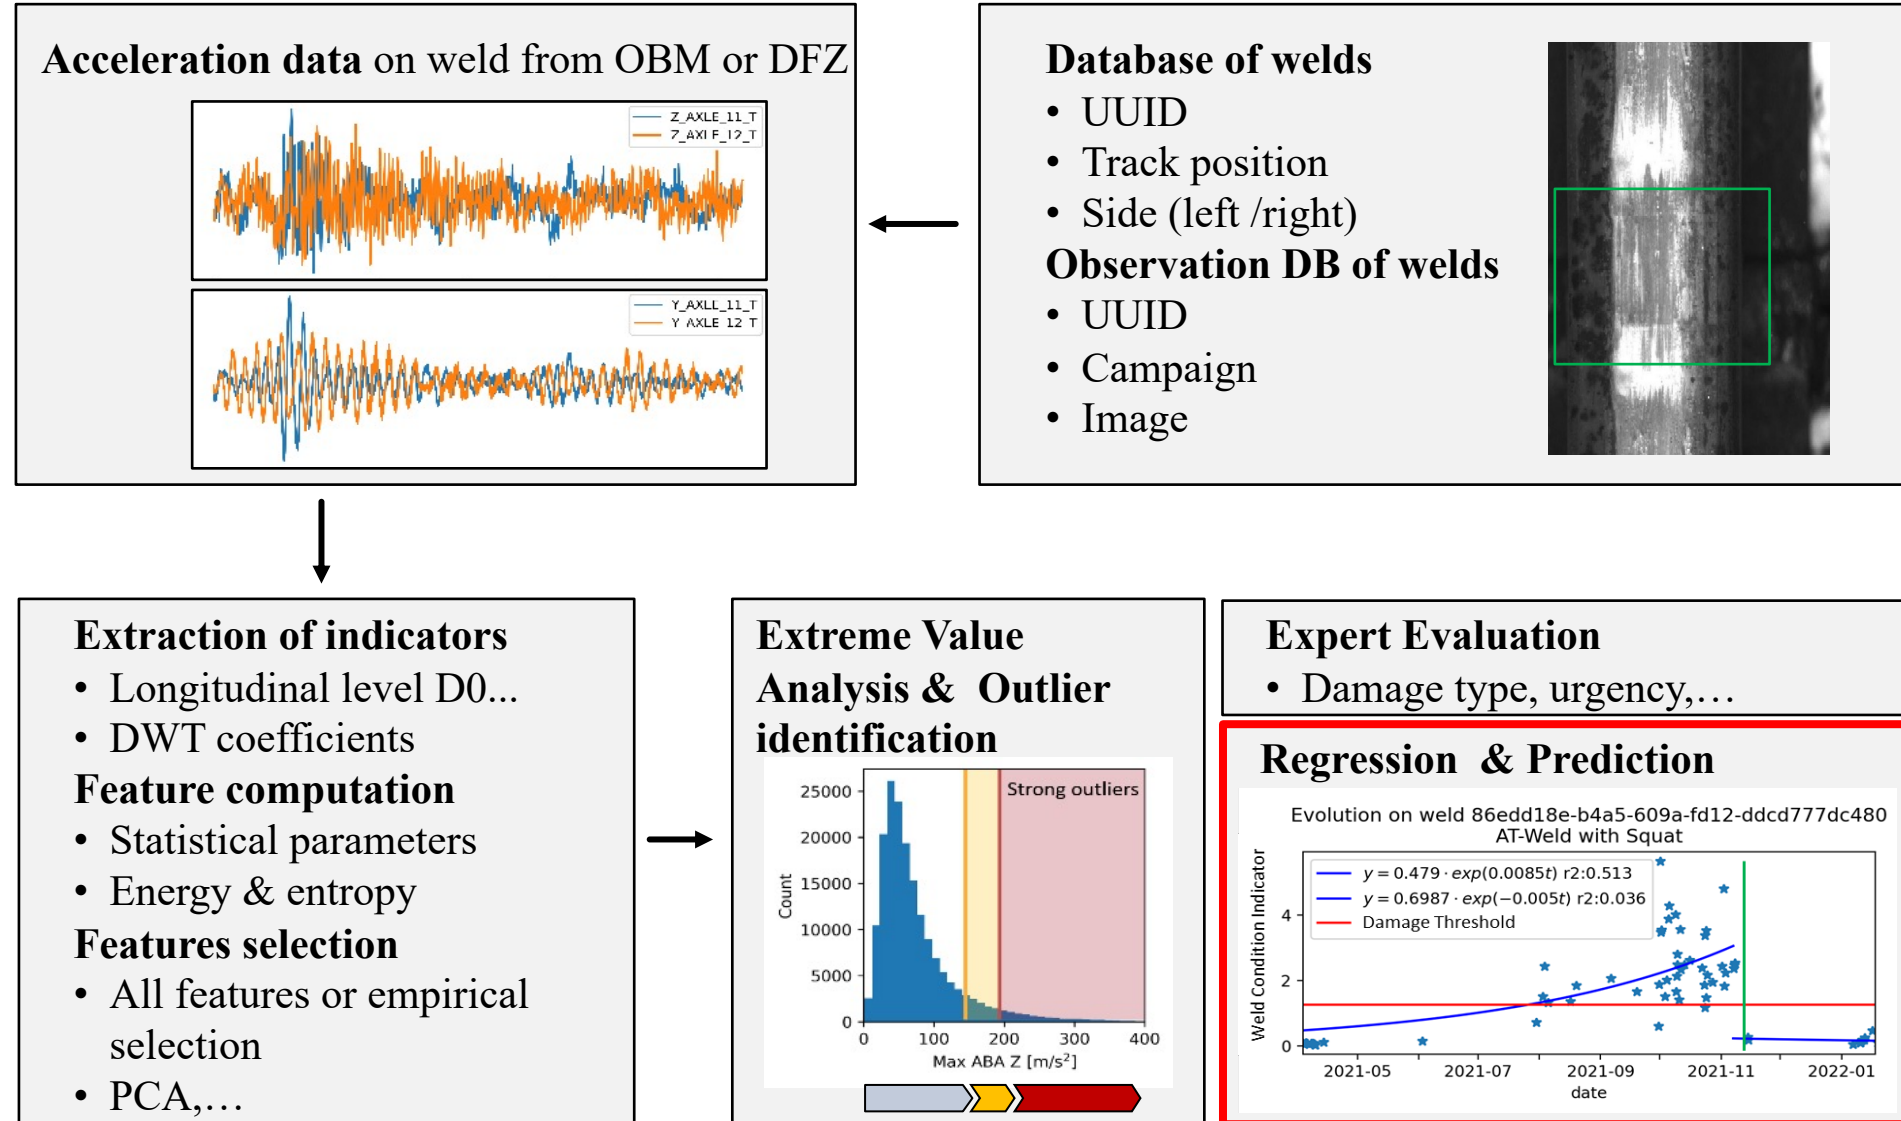 Acceleration data on weld from OBM or DFZ
Z_AXLE_11_T
Z_AXLE_12_T
Y_AXLE_11_T
Y_AXLE_12_T
Database of welds
• UUID
• Track position
• Side (left /right)
Observation DB of welds
• UUID
• Campaign
• Image
Extraction of indicators
• Longitudinal level D0...
• DWT coefficients
Feature computation
• Statistical parameters
• Energy & entropy
Features selection
• All features or empirical
selection
• PCA,…
Extreme Value
Analysis & Outlier
identification
Strong outliers
25000
20000
15000
10000
5000
0
Count
0 100 200 300 400
Max ABA Z [m/s²]
Expert Evaluation
• Damage type, urgency,…
Regression & Prediction
Evolution on weld 86edd18e-b4a5-609a-fd12-ddcd777dc480
AT-Weld with Squat
y = 0.479 · exp(0.0085t) r2:0.513
y = 0.6987 · exp(−0.005t) r2:0.036
Damage Threshold
Weld Condition Indicator
4
2
0
2021-05 2021-07 2021-09 2021-11 2022-01
date